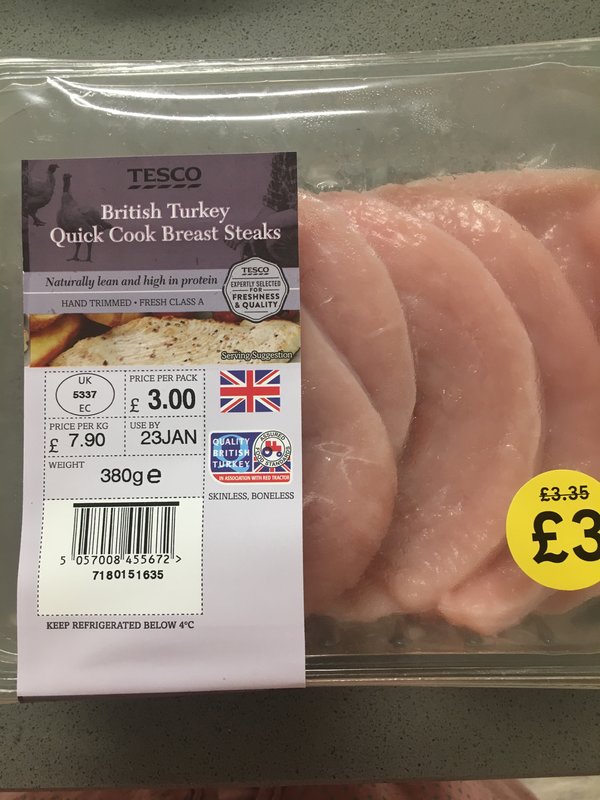 TESCO
British Turkey
Quick Cook Breast Steaks
Naturally lean and high in protein
HAND TRIMMED • FRESH CLASS A
TESCO
EXPERTLY SELECTED
FOR
FRESHNESS
& QUALITY
Serving Suggestion
UK
5337
EC
PRICE PER PACK
£ 3.00
PRICE PER KG
£ 7.90
USE BY
23JAN
WEIGHT
380g e
QUALITY
BRITISH
TURKEY
ASSURED
FOOD STANDARDS
IN ASSOCIATION WITH RED TRACTOR
SKINLESS, BONELESS
5 057008 455672 >
7180151635
KEEP REFRIGERATED BELOW 4°C
£3.35
£3